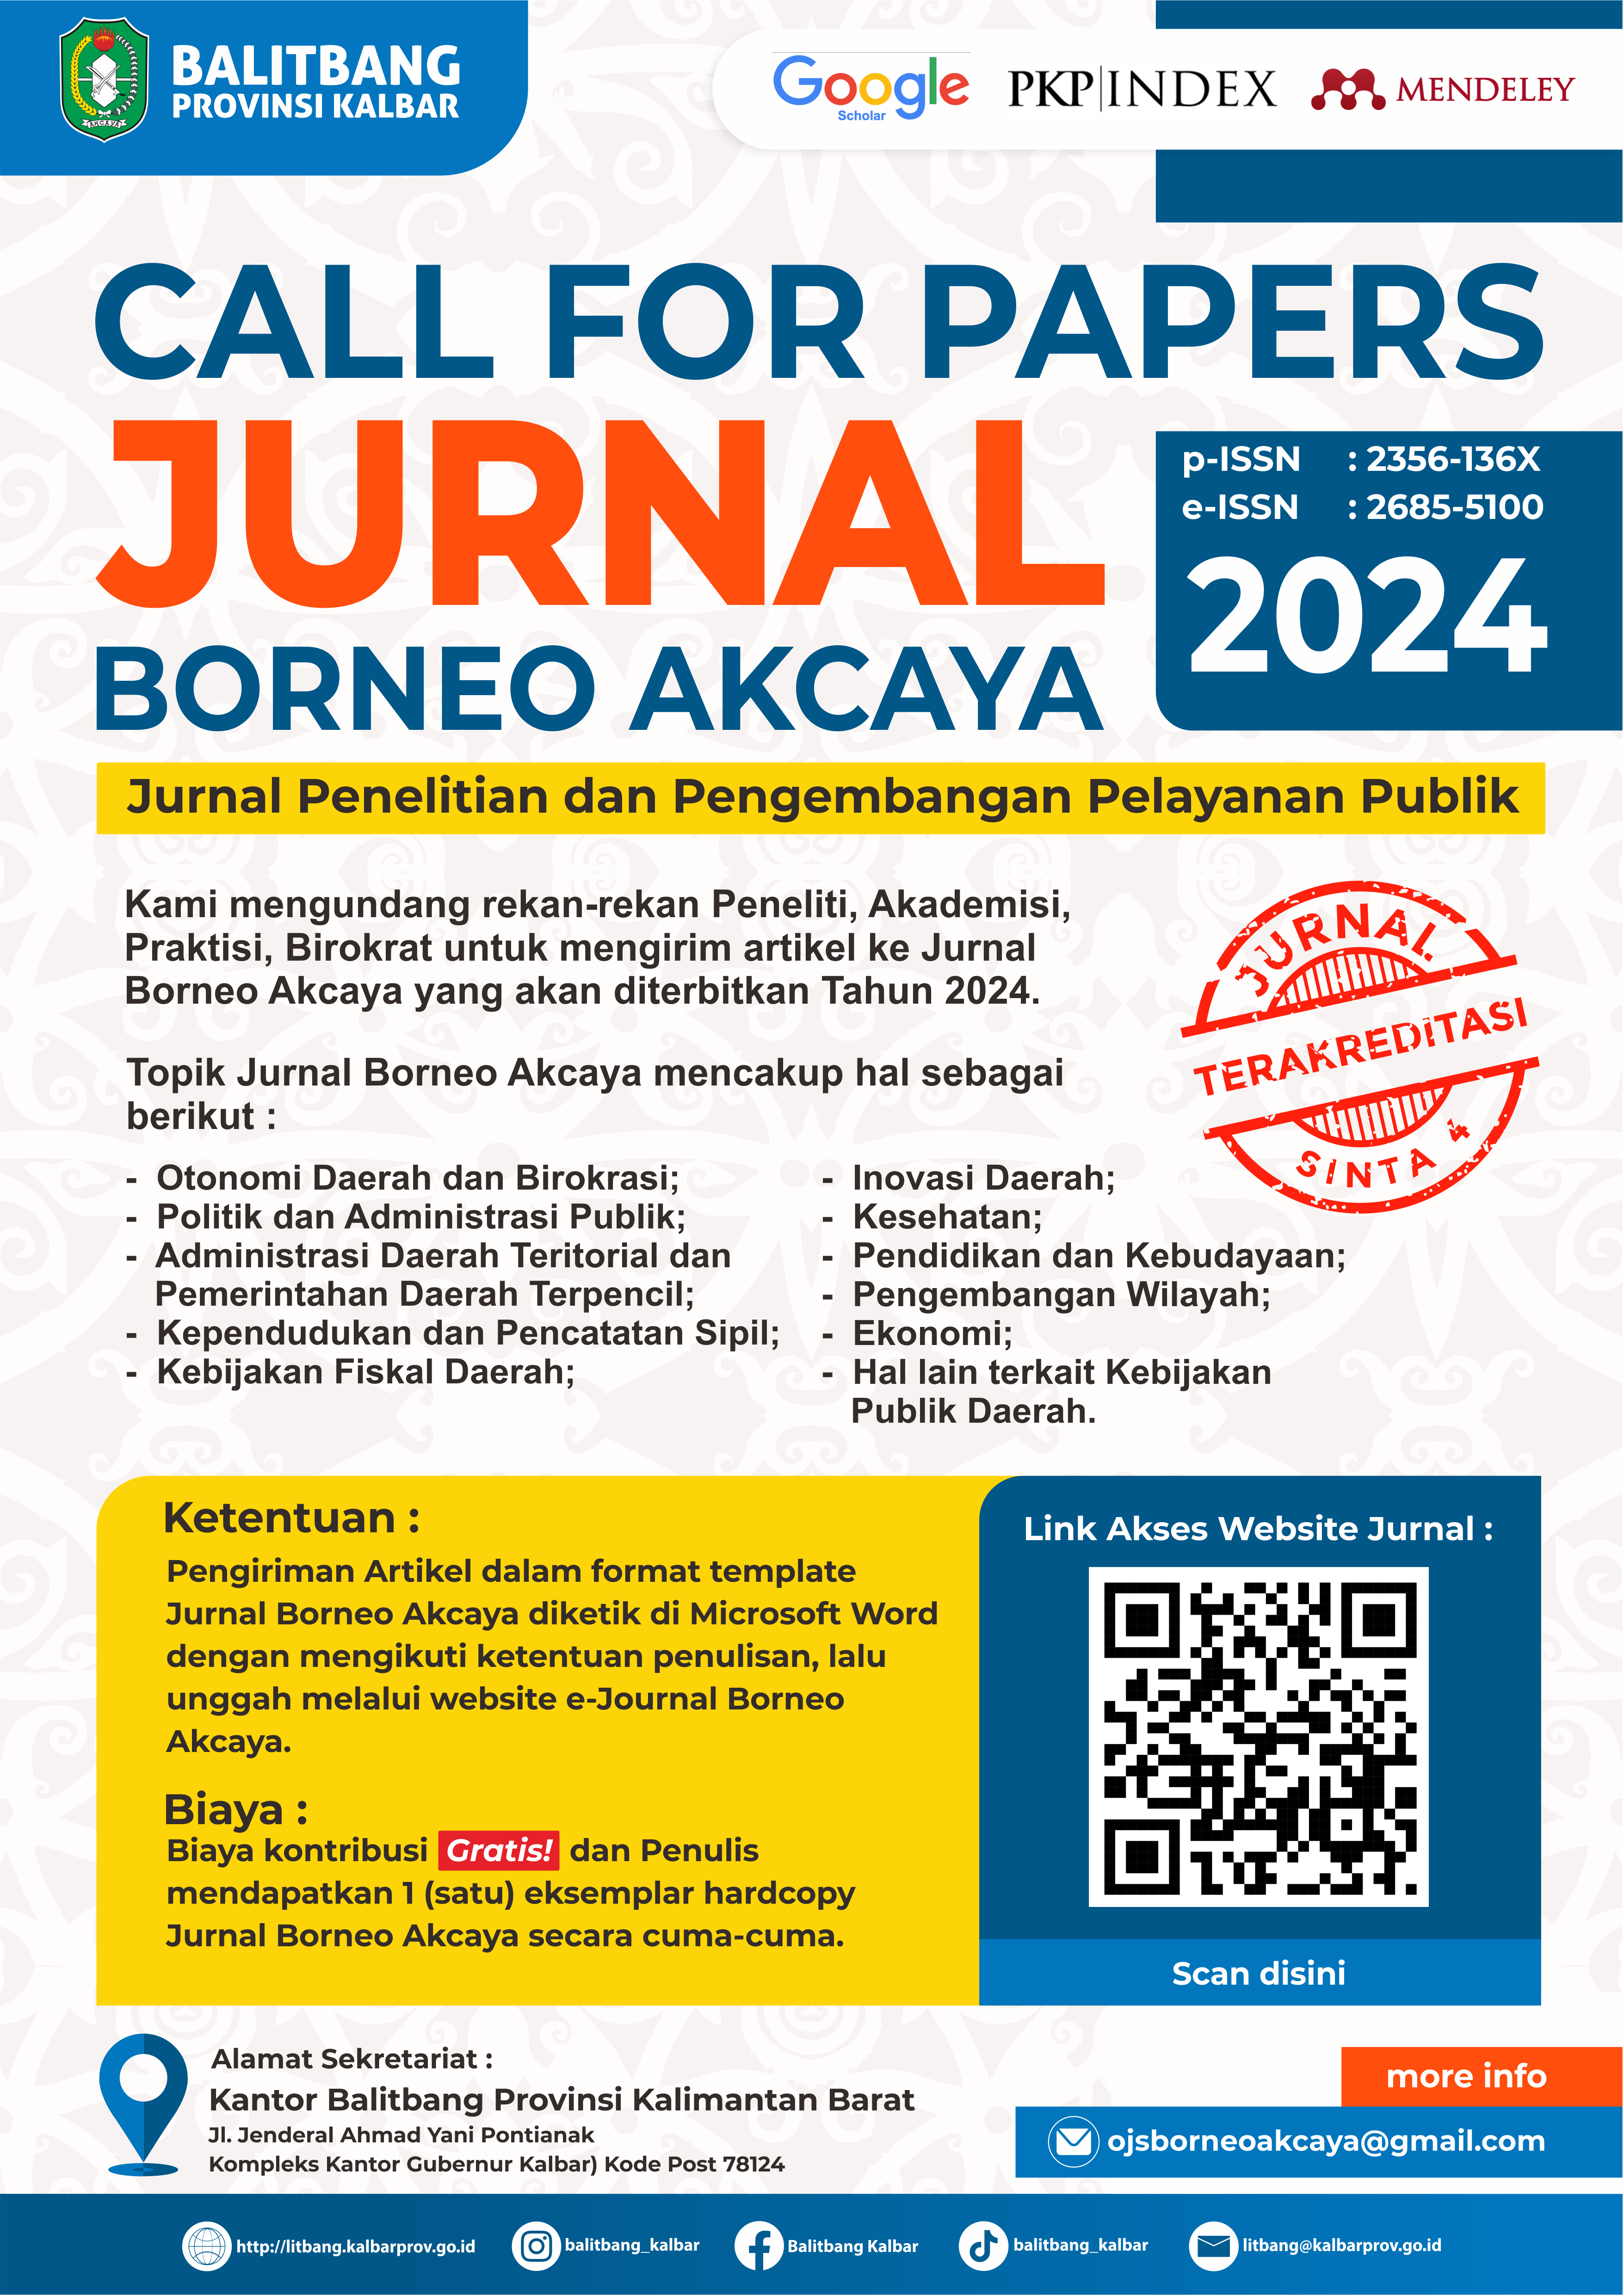 BALITBANG
PROVINSI KALBAR
AKCAYA
Google
Scholar
PKP|INDEX
MENDELEY
CALL FOR PAPERS
JURNAL
BORNEO AKCAYA
p-ISSN : 2356-136X
e-ISSN : 2685-5100
2024
Jurnal Penelitian dan Pengembangan Pelayanan Publik
Kami mengundang rekan-rekan Peneliti, Akademisi,
Praktisi, Birokrat untuk mengirim artikel ke Jurnal
Borneo Akcaya yang akan diterbitkan Tahun 2024.
JURNAL
TERAKREDITASI
SINTA 4
Topik Jurnal Borneo Akcaya mencakup hal sebagai
berikut :
- Otonomi Daerah dan Birokrasi;
- Politik dan Administrasi Publik;
- Administrasi Daerah Teritorial dan
Pemerintahan Daerah Terpencil;
- Kependudukan dan Pencatatan Sipil;
- Kebijakan Fiskal Daerah;
- Inovasi Daerah;
- Kesehatan;
- Pendidikan dan Kebudayaan;
- Pengembangan Wilayah;
- Ekonomi;
- Hal lain terkait Kebijakan
Publik Daerah.
Ketentuan :
Pengiriman Artikel dalam format template
Jurnal Borneo Akcaya diketik di Microsoft Word
dengan mengikuti ketentuan penulisan, lalu
unggah melalui website e-Journal Borneo
Akcaya.
Biaya :
Biaya kontribusi Gratis! dan Penulis
mendapatkan 1 (satu) eksemplar hardcopy
Jurnal Borneo Akcaya secara cuma-cuma.
Link Akses Website Jurnal :
Scan disini
Alamat Sekretariat :
Kantor Balitbang Provinsi Kalimantan Barat
Jl. Jenderal Ahmad Yani Pontianak
Kompleks Kantor Gubernur Kalbar) Kode Post 78124
more info
ojsborneoakcaya@gmail.com
http://litbang.kalbarprov.go.id
balitbang_kalbar
Balitbang Kalbar
balitbang_kalbar
litbang@kalbarprov.go.id